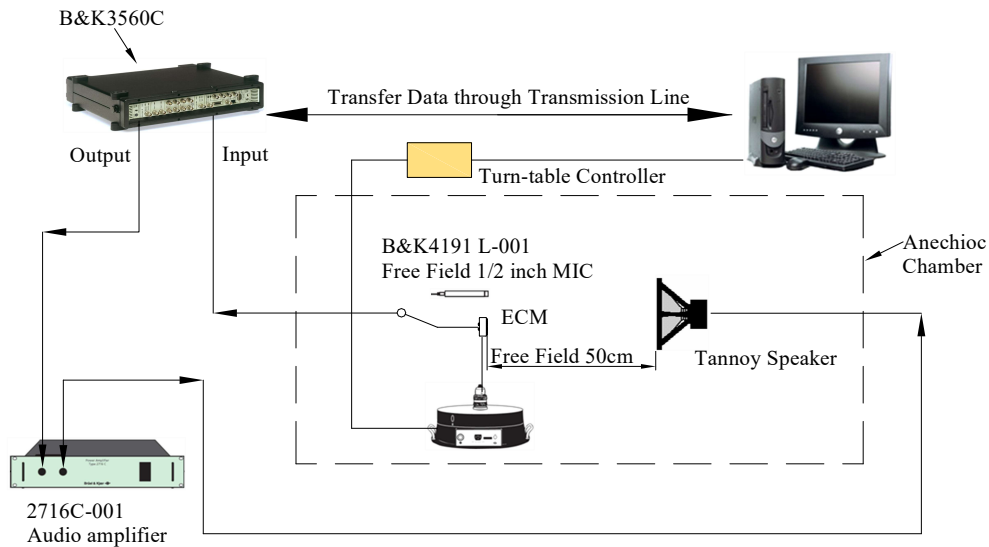 B&K3560C
Transfer Data through Transmission Line
Output
Input
Turn-table Controller
B&K4191 L-001
Free Field 1/2 inch MIC
Anechioc
Chamber
ECM
Free Field 50cm
Tannoy Speaker
2716C-001
Audio amplifier